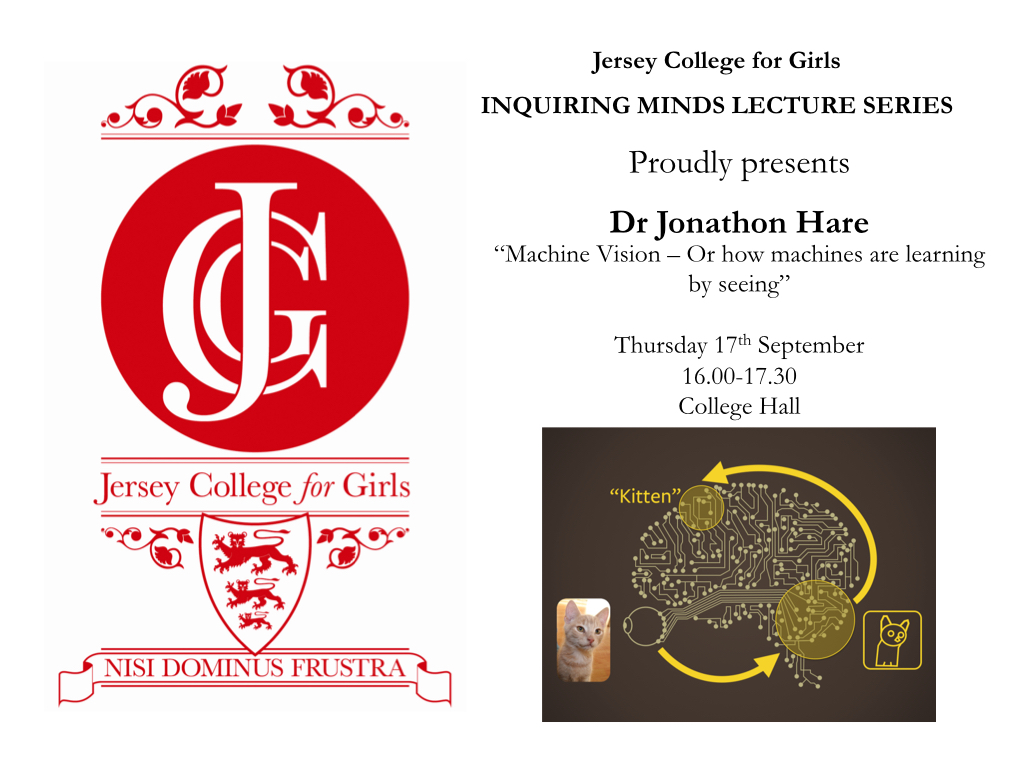 JCG
Jersey College for Girls
NISI DOMINUS FRUSTRA
Jersey College for Girls
INQUIRING MINDS LECTURE SERIES
Proudly presents
Dr Jonathon Hare
“Machine Vision – Or how machines are learning
by seeing”
Thursday 17th September
16.00-17.30
College Hall
“Kitten”